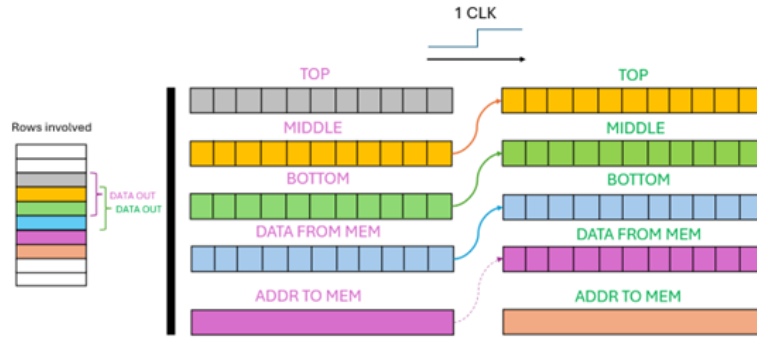 1 CLK
TOP
TOP
Rows involved
MIDDLE
MIDDLE
DATA OUT
DATA OUT
BOTTOM
BOTTOM
DATA FROM MEM
DATA FROM MEM
ADDR TO MEM
ADDR TO MEM